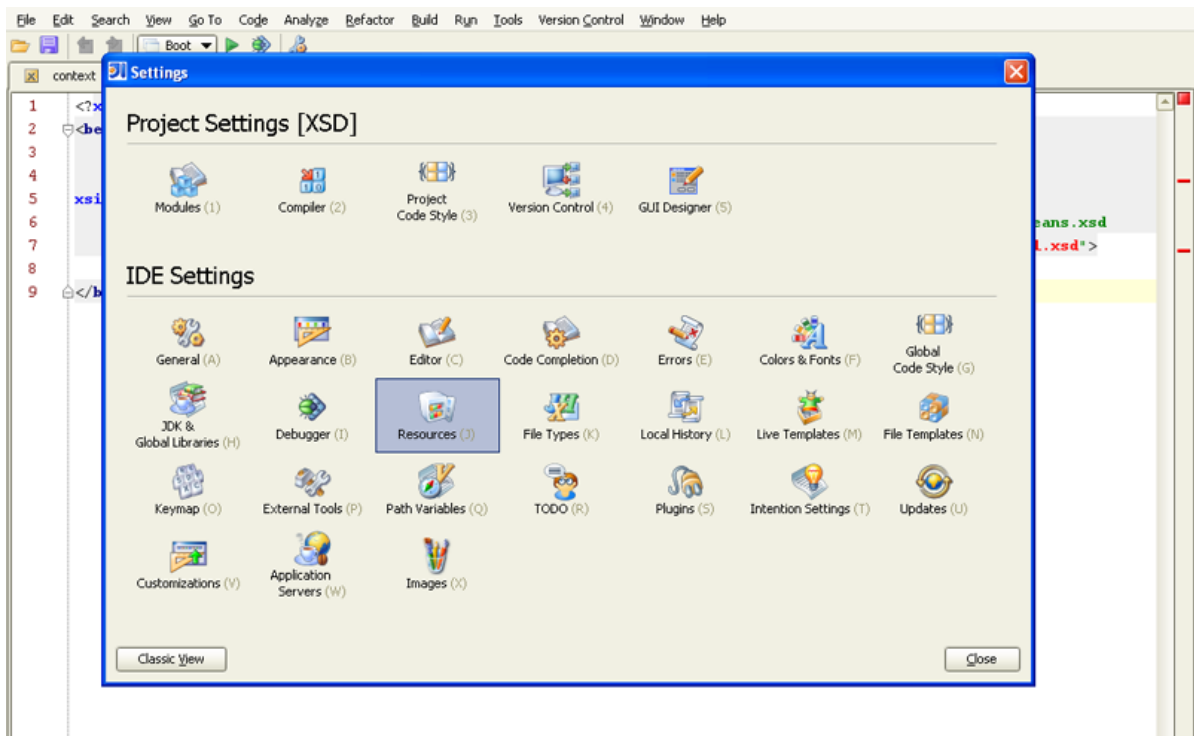 File Edit Search View Go To Code Analyze Refactor Build Run Tools Version Control Window Help
Boot
context
Settings
1 <?x
2 <be
3
4
5 xsi
6 eans.xsd
7 l.xsd">
8
9 </b
Project Settings [XSD]
Modules (1) Compiler (2) Project Code Style (3) Version Control (4) GUI Designer (5)
IDE Settings
General (A) Appearance (B) Editor (C) Code Completion (D) Errors (E) Colors & Fonts (F) Global Code Style (G)
JDK & Global Libraries (H) Debugger (I) Resources (J) File Types (K) Local History (L) Live Templates (M) File Templates (N)
Keymap (O) External Tools (P) Path Variables (Q) TODO (R) Plugins (S) Intention Settings (T) Updates (U)
Customizations (V) Application Servers (W) Images (X)
Classic View Close